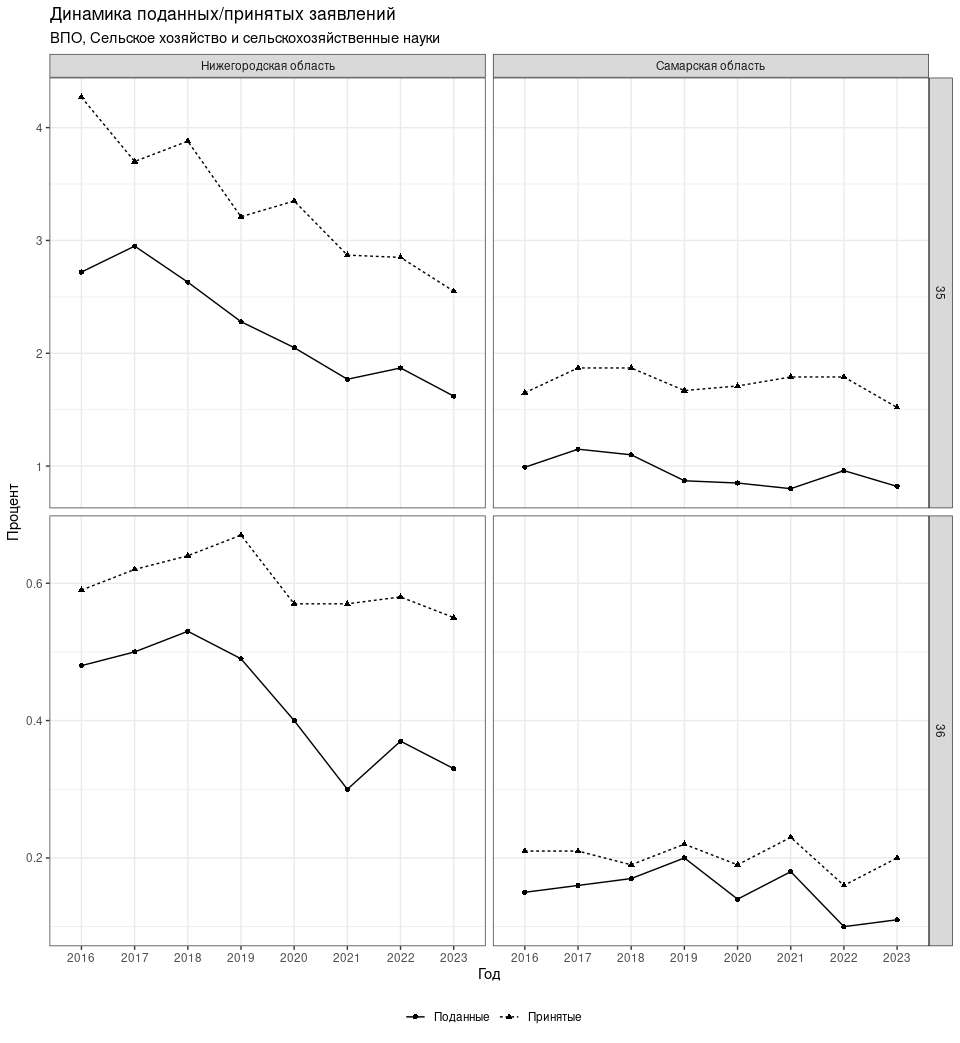 Динамика поданных/принятых заявлений
ВПО, Сельское хозяйство и сельскохозяйственные науки
Нижегородская область
Самарская область
4
3
2
1
35
Процент
0.6
0.4
0.2
36
2016 2017 2018 2019 2020 2021 2022 2023
2016 2017 2018 2019 2020 2021 2022 2023
Год
Поданные Принятые